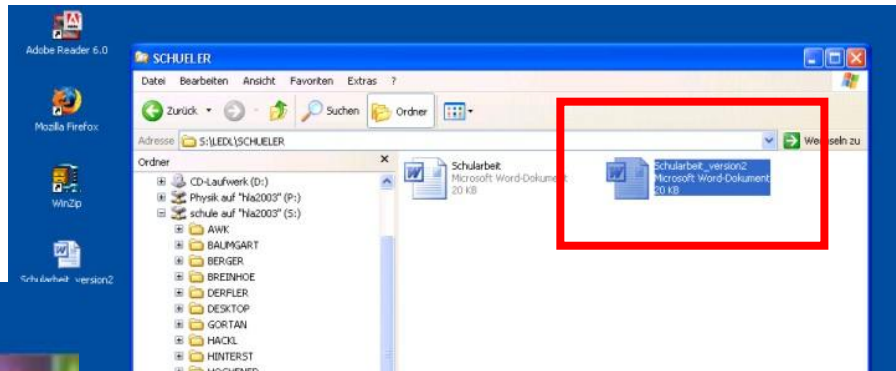 Adobe Reader 6.0
Mozilla Firefox
WinZip
Schularbeit_version2
SCHUELER
Datei Bearbeiten Ansicht Favoriten Extras ?
Zurück Suchen Ordner
Adresse S:\LEDL\SCHUELER Wechseln zu
Ordner
CD-Laufwerk (D:)
Physik auf "hla2003" (P:)
schule auf "hla2003" (S:)
AWK
BAUMGART
BERGER
BREINHOE
DERFLER
DESKTOP
GORTAN
HACKL
HINTERST
Schularbeit
Microsoft Word-Dokument
20 KB
Schularbeit_version2
Microsoft Word-Dokument
20 KB